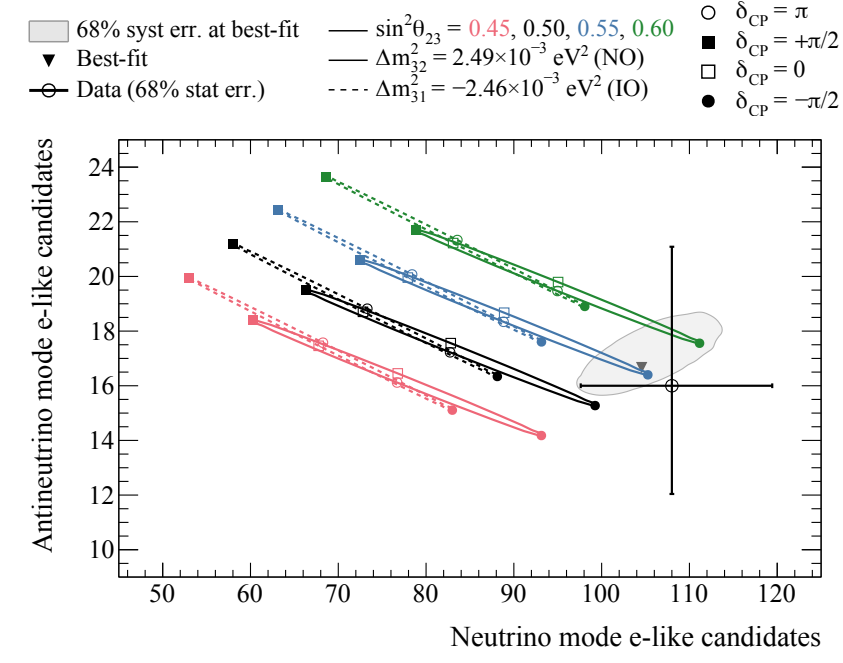 68% syst err. at best-fit
Best-fit
Data (68% stat err.)
sin²θ₂₃ = 0.45, 0.50, 0.55, 0.60
Δm²₃₂ = 2.49×10⁻³ eV² (NO)
Δm²₃₁ = −2.46×10⁻³ eV² (IO)
δCP = π
δCP = +π/2
δCP = 0
δCP = −π/2
Antineutrino mode e-like candidates
24
22
20
18
16
14
12
10
50 60 70 80 90 100 110 120
Neutrino mode e-like candidates